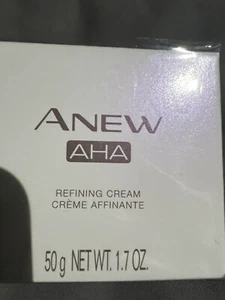 ANEW
AHA
REFINING CREAM
CRÈME AFFINANTE
50 g NET WT. 1.7 OZ.